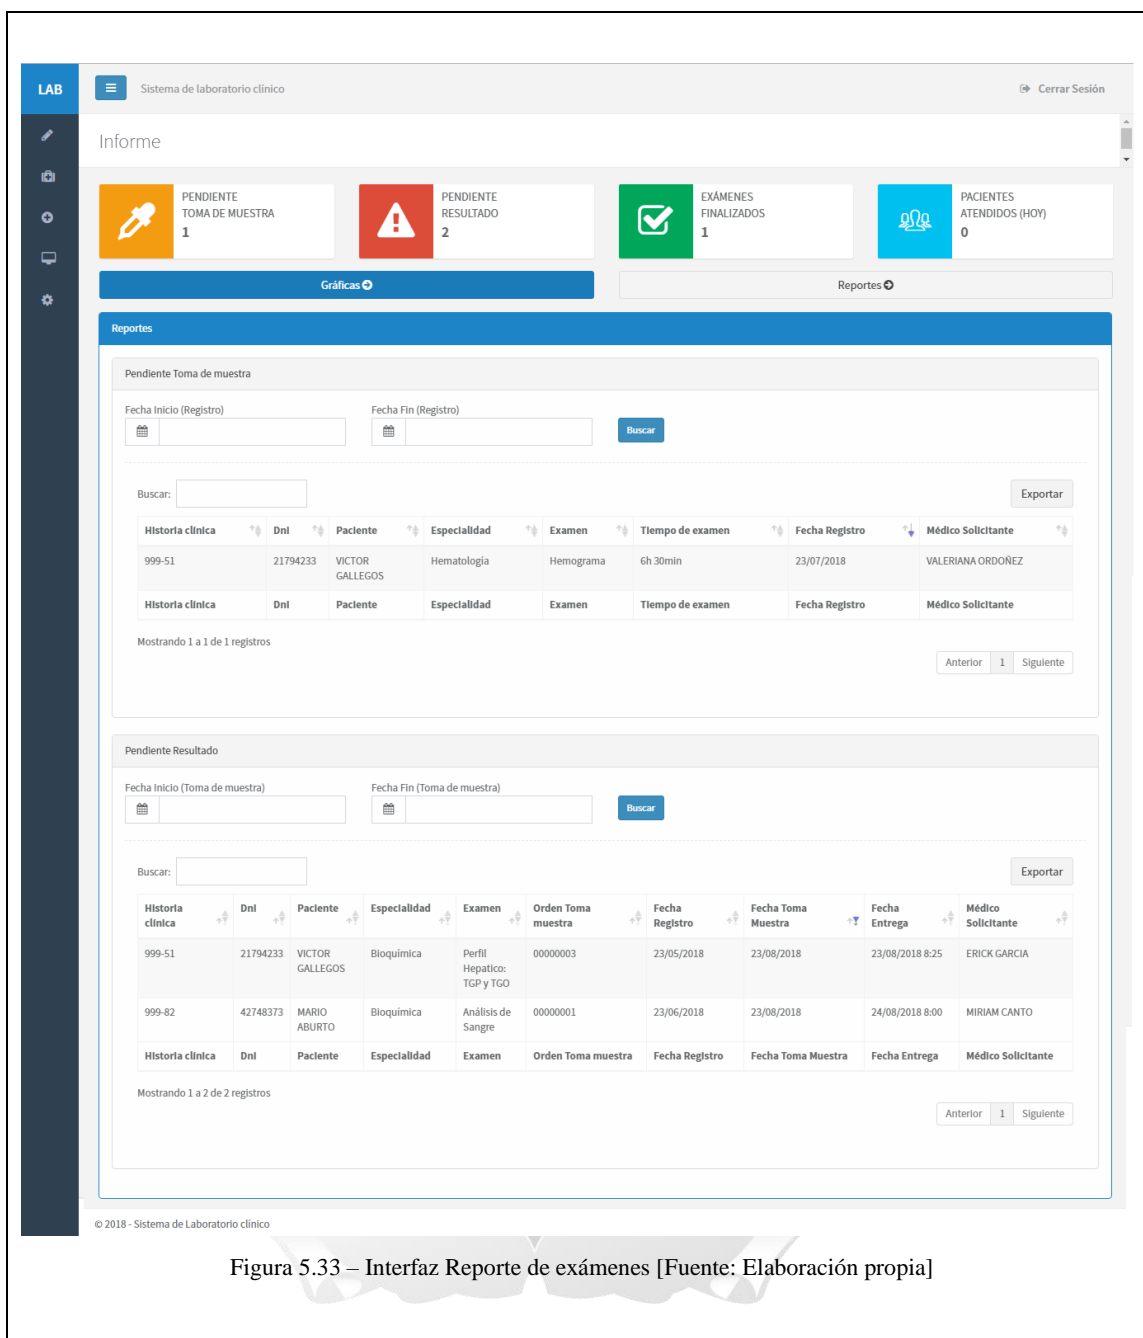 LAB
Sistema de laboratorio clínico
Cerrar Sesión
Informe
PENDIENTE
TOMA DE MUESTRA
1
PENDIENTE
RESULTADO
2
EXÁMENES
FINALIZADOS
1
PACIENTES
ATENDIDOS (HOY)
0
Gráficas
Reportes
Reportes
Pendiente Toma de muestra
Fecha Inicio (Registro) Fecha Fin (Registro)
Buscar
Buscar: Exportar
Historia clínica Dni Paciente Especialidad Examen Tiempo de examen Fecha Registro Médico Solicitante
999-51 21794233 VICTOR GALLEGOS Hematología Hemograma 6h 30min 23/07/2018 VALERIANA ORDOÑEZ
Historia clínica Dni Paciente Especialidad Examen Tiempo de examen Fecha Registro Médico Solicitante
Mostrando 1 a 1 de 1 registros
Anterior 1 Siguiente
Pendiente Resultado
Fecha Inicio (Toma de muestra) Fecha Fin (Toma de muestra)
Buscar
Buscar: Exportar
Historia clínica Dni Paciente Especialidad Examen Orden Toma muestra Fecha Registro Fecha Toma Muestra Fecha Entrega Médico Solicitante
999-51 21794233 VICTOR GALLEGOS Bioquímica Perfil Hepatico: TGP y TGO 00000003 23/05/2018 23/08/2018 23/08/2018 8:25 ERICK GARCIA
999-82 42748373 MARIO ABURTO Bioquímica Análisis de Sangre 00000001 23/06/2018 23/08/2018 24/08/2018 8:00 MIRIAM CANTO
Historia clínica Dni Paciente Especialidad Examen Orden Toma muestra Fecha Registro Fecha Toma Muestra Fecha Entrega Médico Solicitante
Mostrando 1 a 2 de 2 registros
Anterior 1 Siguiente
© 2018 - Sistema de Laboratorio clínico
Figura 5.33 – Interfaz Reporte de exámenes [Fuente: Elaboración propia]